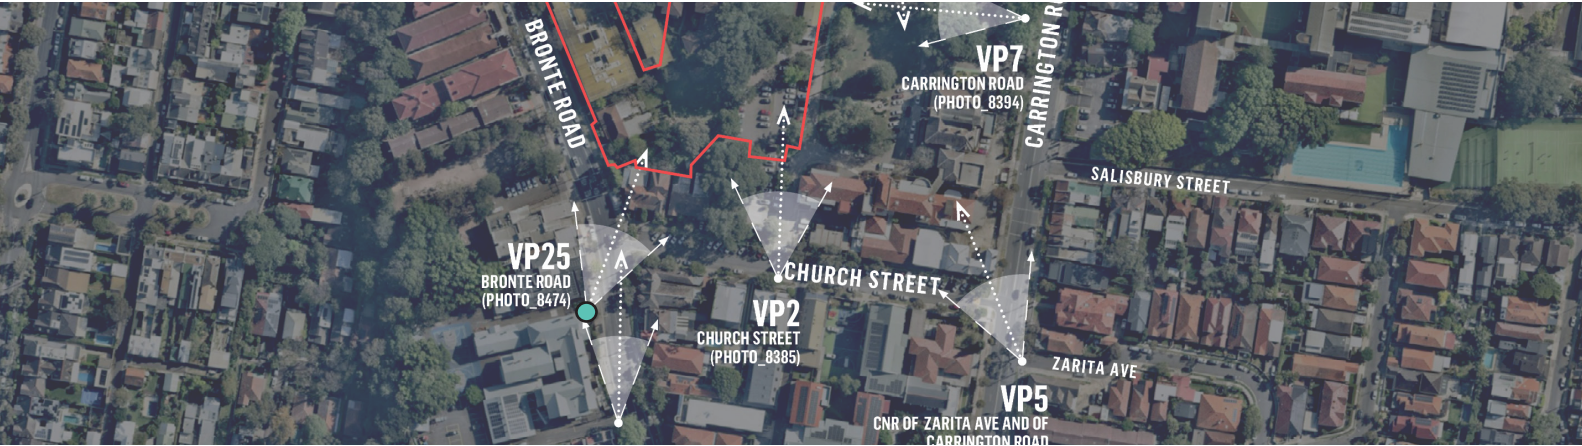 BRONTE ROAD
CARRINGTON R
VP7
CARRINGTON ROAD
(PHOTO_8394)
SALISBURY STREET
VP25
BRONTE ROAD
(PHOTO_8474)
CHURCH STREET
VP2
CHURCH STREET
(PHOTO_8385)
ZARITA AVE
VP5
CNR OF ZARITA AVE AND OF
CARRINGTON ROAD